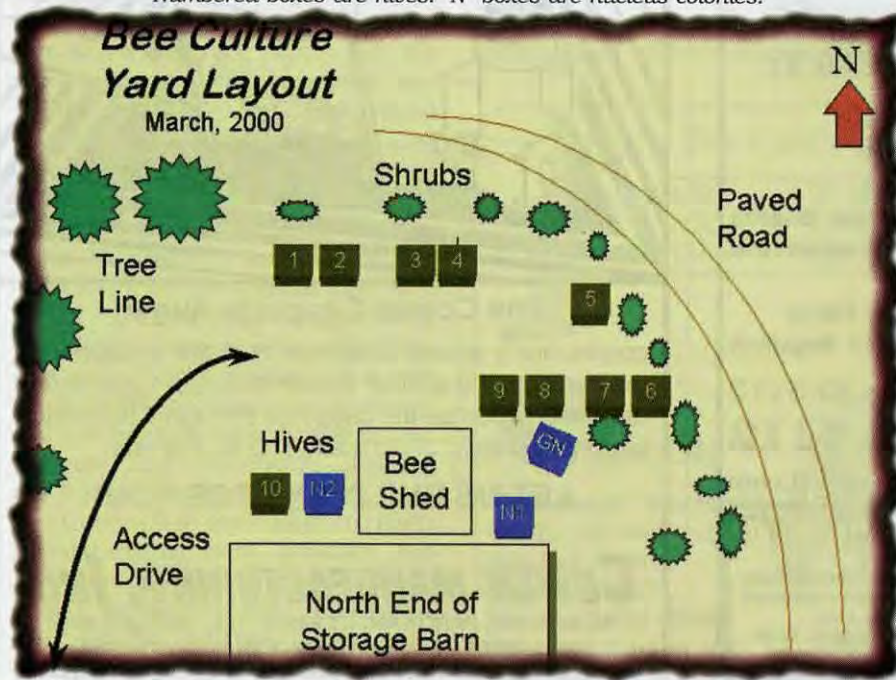 Numbered boxes are hives. "N" boxes are nucleus colonies.
Bee Culture
Yard Layout
March, 2000
N
Shrubs
Paved
Road
1 2 3 4
Tree
Line
5
9 8 7 6
Hives
GN
Bee
Shed
10 N2
N1
Access
Drive
North End of
Storage Barn